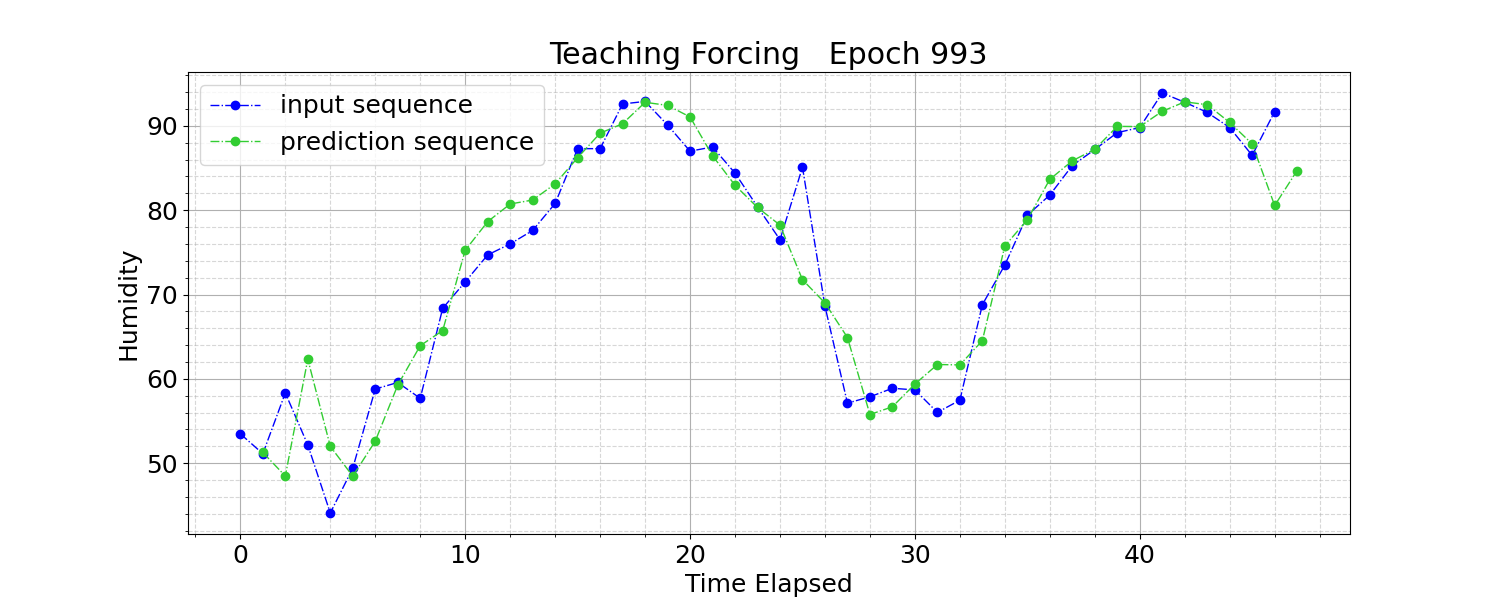 Teaching Forcing   Epoch 993
input sequence
prediction sequence
Humidity
90
80
70
60
50
0 10 20 30 40
Time Elapsed